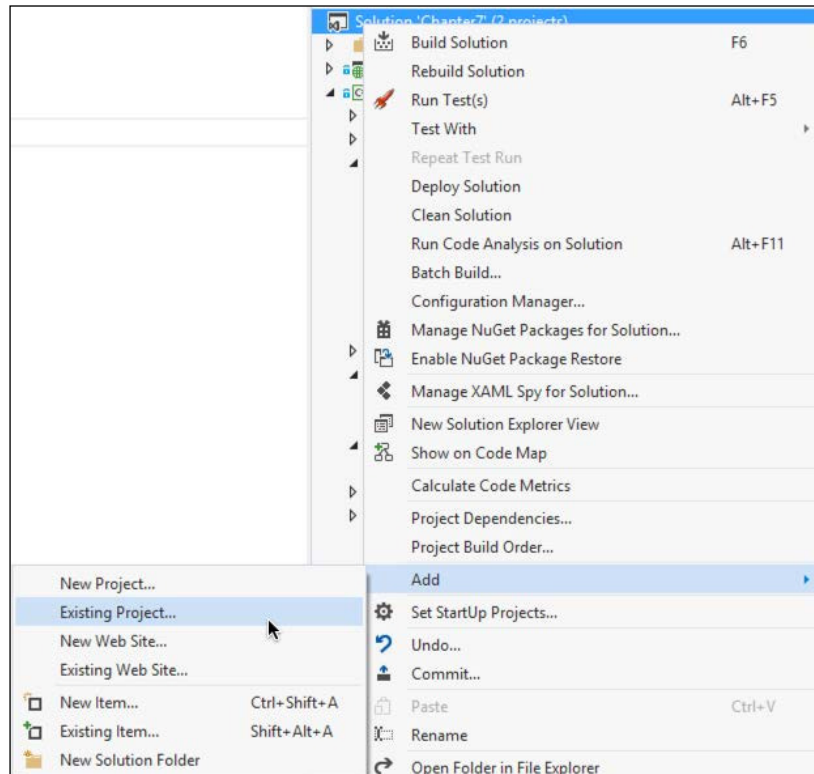 Solution 'Chapter7' (2 projects)
Build Solution F6
Rebuild Solution
Run Test(s) Alt+F5
Test With
Repeat Test Run
Deploy Solution
Clean Solution
Run Code Analysis on Solution Alt+F11
Batch Build...
Configuration Manager...
Manage NuGet Packages for Solution...
Enable NuGet Package Restore
Manage XAML Spy for Solution...
New Solution Explorer View
Show on Code Map
Calculate Code Metrics
Project Dependencies...
Project Build Order...
Add
Set StartUp Projects...
Undo...
Commit...
Paste Ctrl+V
Rename
Open Folder in File Explorer
New Project...
Existing Project...
New Web Site...
Existing Web Site...
New Item... Ctrl+Shift+A
Existing Item... Shift+Alt+A
New Solution Folder